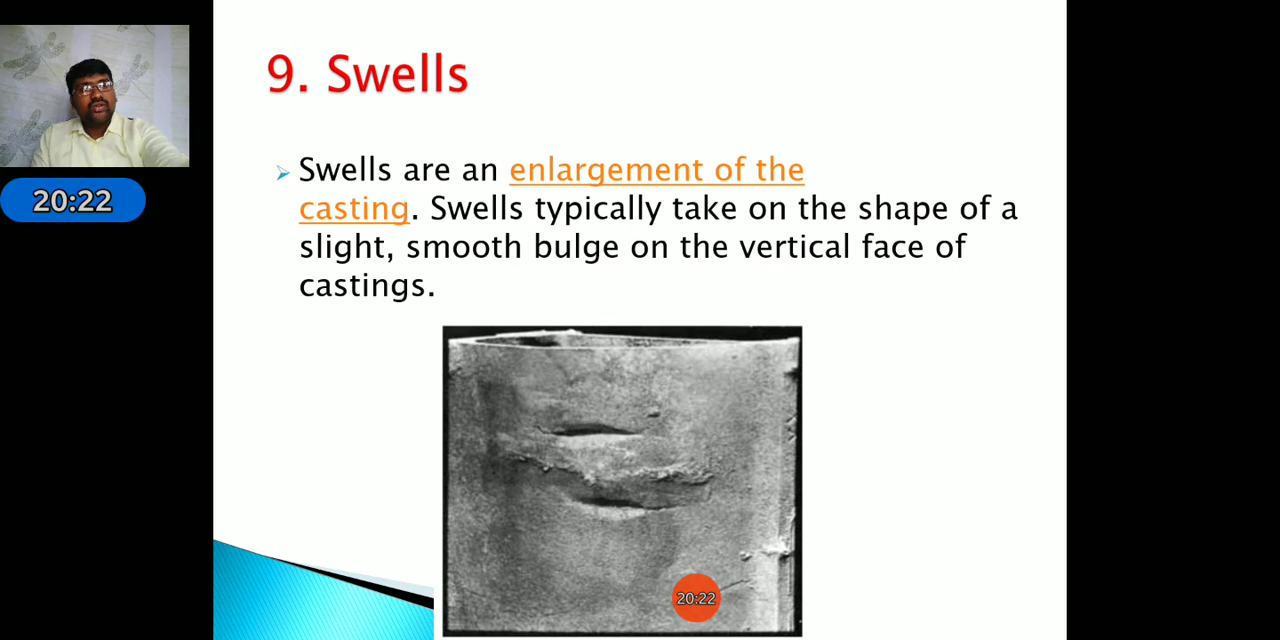 9. Swells
20:22
Swells are an enlargement of the
casting. Swells typically take on the shape of a
slight, smooth bulge on the vertical face of
castings.
20:22